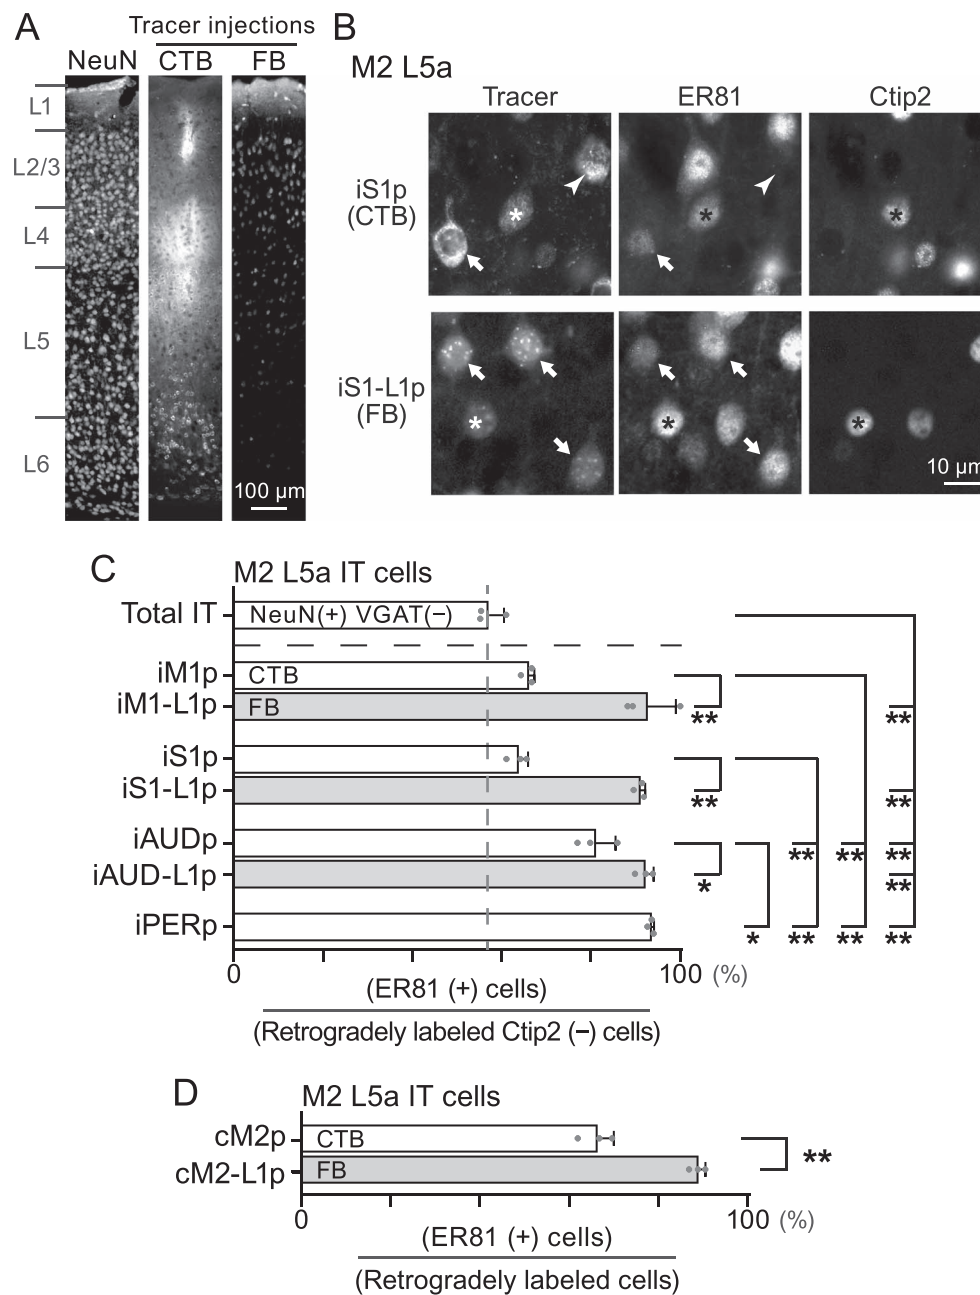 A
Tracer injections
NeuN CTB FB
L1
L2/3
L4
L5
L6
100 µm
B
M2 L5a
Tracer ER81 Ctip2
iS1p
(CTB)
* * *
iS1-L1p
(FB)
* * *
10 µm
C
M2 L5a IT cells
Total IT NeuN(+) VGAT(−)
iM1p CTB
iM1-L1p FB ** **
iS1p
iS1-L1p ** **
iAUDp ** ** **
iAUD-L1p * **
iPERp * ** ** **
0 100 (%)
(ER81 (+) cells)
(Retrogradely labeled Ctip2 (−) cells)
D
M2 L5a IT cells
cM2p CTB
**
cM2-L1p FB
0 100 (%)
(ER81 (+) cells)
(Retrogradely labeled cells)